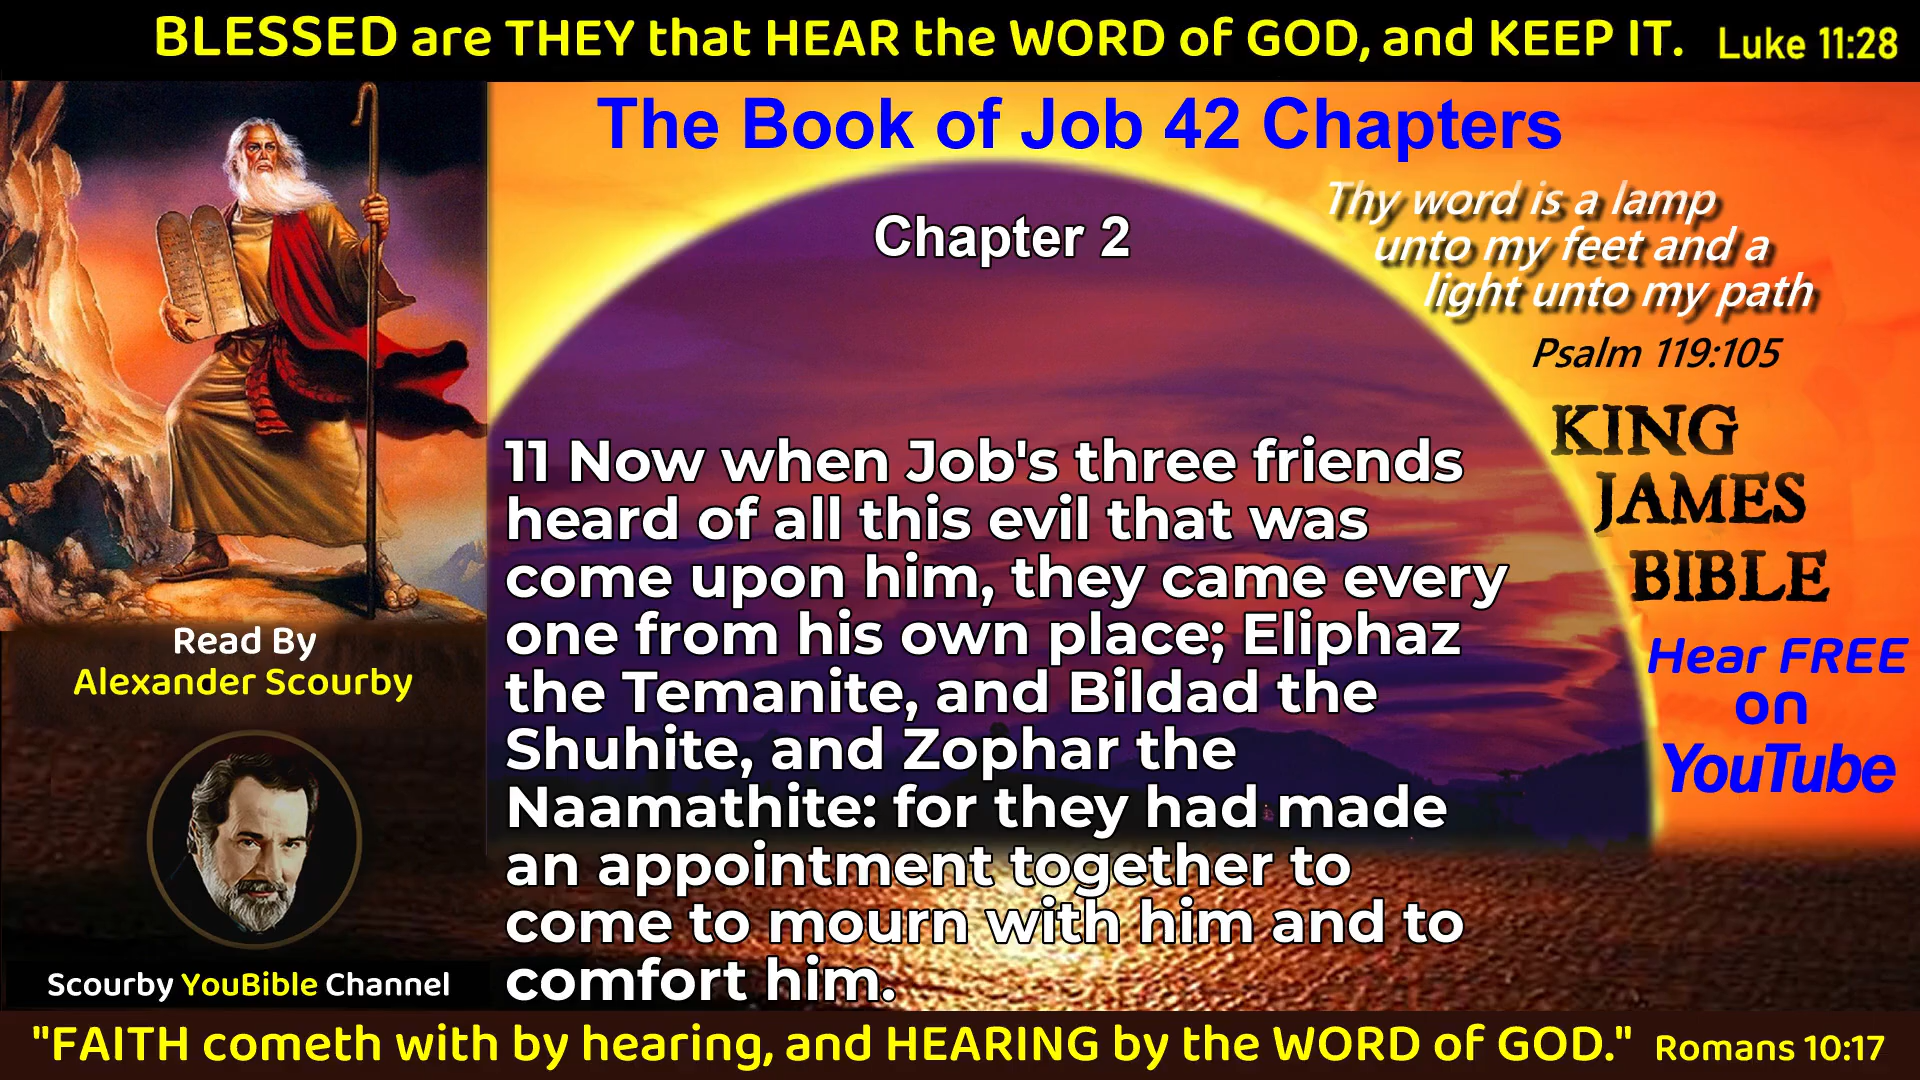 BLESSED are THEY that HEAR the WORD of GOD, and KEEP IT. Luke 11:28
The Book of Job 42 Chapters
Chapter 2
Thy word is a lamp
unto my feet and a
light unto my path
Psalm 119:105
KING
JAMES
BIBLE
Hear FREE
on
YouTube
11 Now when Job's three friends
heard of all this evil that was
come upon him, they came every
one from his own place; Eliphaz
the Temanite, and Bildad the
Shuhite, and Zophar the
Naamathite: for they had made
an appointment together to
come to mourn with him and to
comfort him.
Read By
Alexander Scourby
Scourby YouBible Channel
"FAITH cometh with by hearing, and HEARING by the WORD of GOD." Romans 10:17